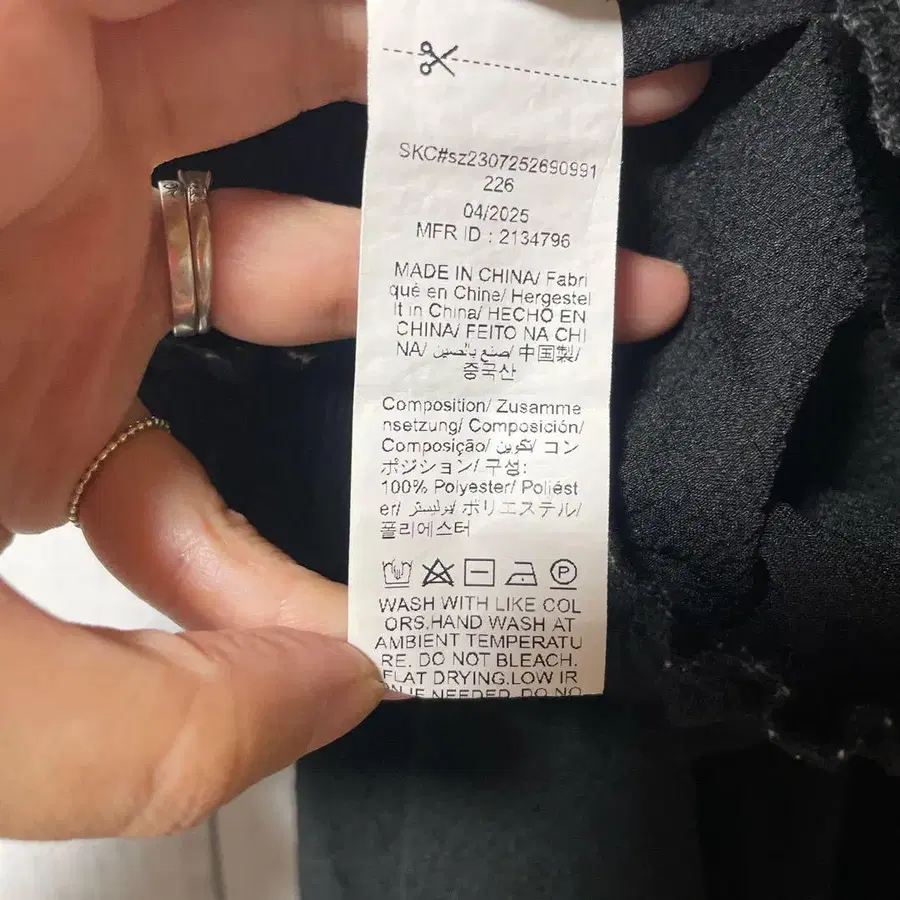 SKC#sz2307252690991
226
04/2025
MFR ID : 2134796
MADE IN CHINA/ Fabri
qué en Chine/ Hergestel
lt in China/ HECHO EN
CHINA/ FEITO NA CHI
NA/ صنع بالصين/ 中国製/
중국산
Composition/ Zusamme
nsetzung/ Composición/
Composição/ تكوين/ コン
ポジション/ 구성:
100% Polyester/ Poliést
er/ بوليستر/ ポリエステル/
폴리에스터
P
WASH WITH LIKE COL
ORS.HAND WASH AT
AMBIENT TEMPERATU
RE. DO NOT BLEACH.
FLAT DRYING.LOW IR
NEEDED. DO NO